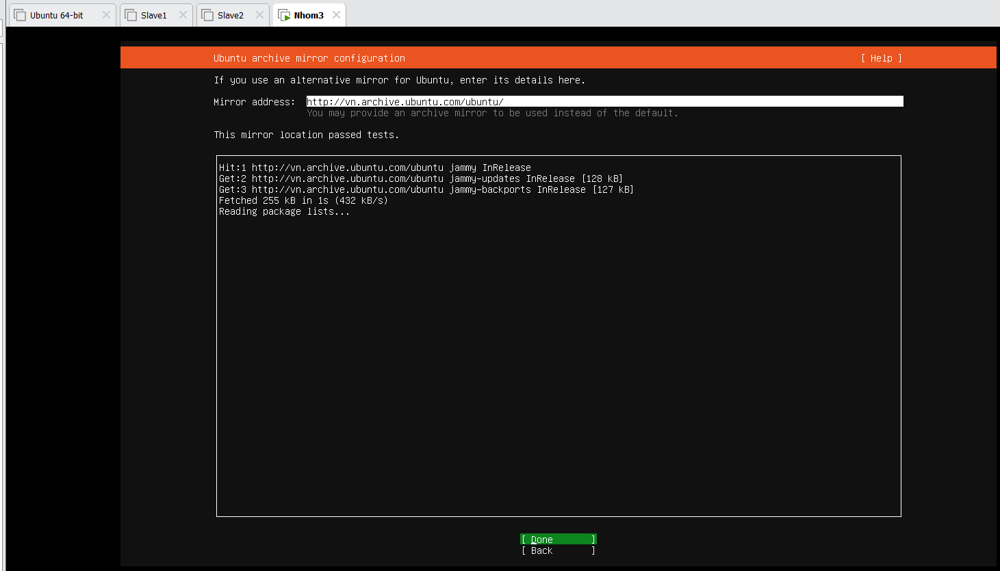 Ubuntu 64-bit
Slave1
Slave2
Nhom3
Ubuntu archive mirror configuration [ Help ]
If you use an alternative mirror for Ubuntu, enter its details here.
Mirror address: http://vn.archive.ubuntu.com/ubuntu/
You may provide an archive mirror to be used instead of the default.
This mirror location passed tests.
Hit:1 http://vn.archive.ubuntu.com/ubuntu jammy InRelease
Get:2 http://vn.archive.ubuntu.com/ubuntu jammy-updates InRelease [128 kB]
Get:3 http://vn.archive.ubuntu.com/ubuntu jammy-backports InRelease [127 kB]
Fetched 255 kB in 1s (432 kB/s)
Reading package lists...
[ Done ]
[ Back ]